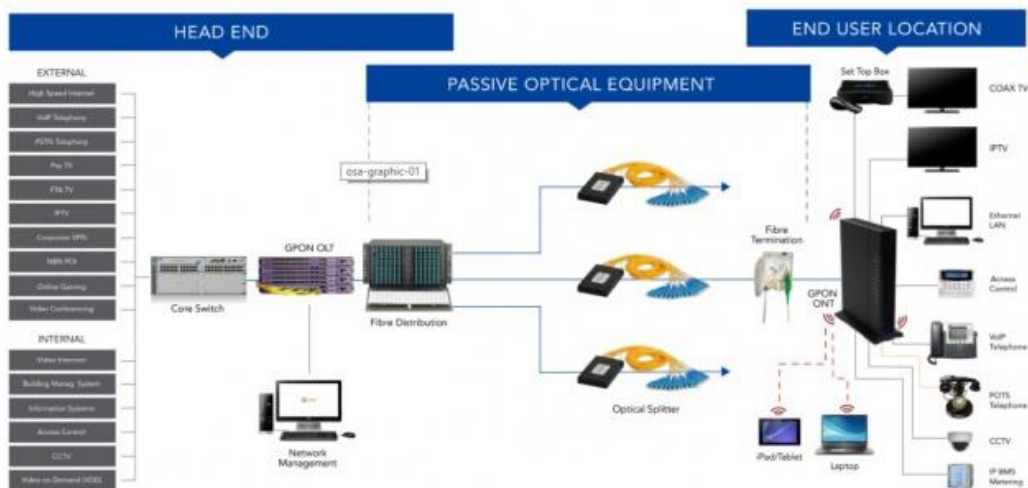 HEAD END
PASSIVE OPTICAL EQUIPMENT
END USER LOCATION
EXTERNAL
High Speed Internet
VoIP Telephony
PSTN Telephony
Pay TV
FTA TV
IPTV
Corporate VPN
NBN POI
Online Gaming
Video Conferencing
INTERNAL
Video Intercom
Building Manag. System
Information Systems
Access Control
CCTV
Video on Demand (VOD)
Core Switch
GPON OLT
Network
Management
osa-graphic-01
Fibre Distribution
Optical Splitter
Fibre
Termination
GPON
ONT
iPad/Tablet
Laptop
Set Top Box
COAX TV
IPTV
Ethernet
LAN
Access
Control
VoIP
Telephone
POTS
Telephone
CCTV
IP BMS
Metering